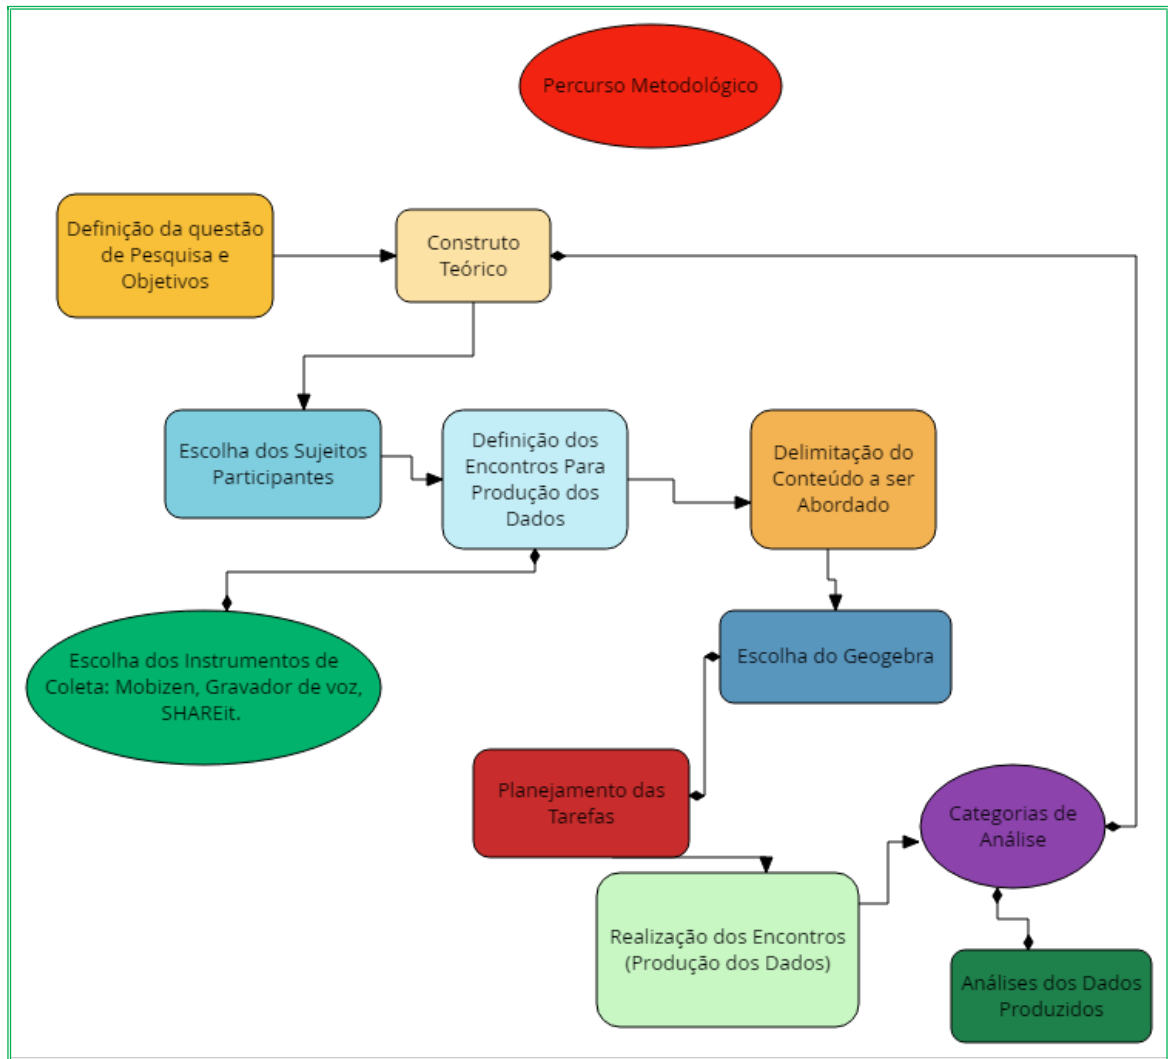 Percurso Metodológico
Definição da questão
de Pesquisa e
Objetivos
Construto
Teórico
Escolha dos Sujeitos
Participantes
Definição dos
Encontros Para
Produção dos
Dados
Delimitação do
Conteúdo a ser
Abordado
Escolha dos Instrumentos de
Coleta: Mobizen, Gravador de voz,
SHAREit.
Escolha do Geogebra
Planejamento das
Tarefas
Categorias de
Análise
Realização dos Encontros
(Produção dos Dados)
Análises dos Dados
Produzidos